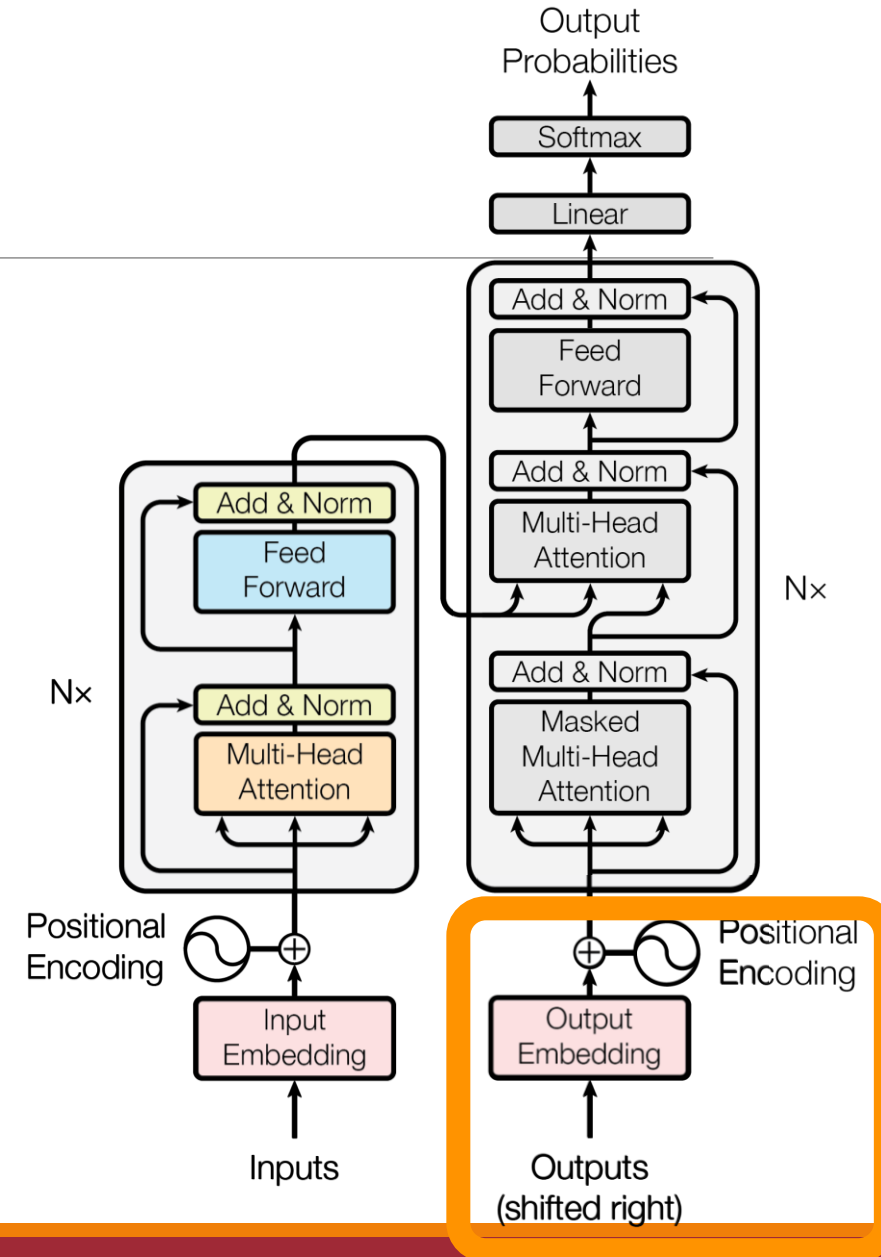 Output
Probabilities
Softmax
Linear
Add & Norm
Feed
Forward
Add & Norm
Multi-Head
Attention
Nx
Add & Norm
Masked
Multi-Head
Attention
Add & Norm
Feed
Forward
Nx
Add & Norm
Multi-Head
Attention
Positional
Encoding
Input
Embedding
Inputs
Positional
Encoding
Output
Embedding
Outputs
(shifted right)